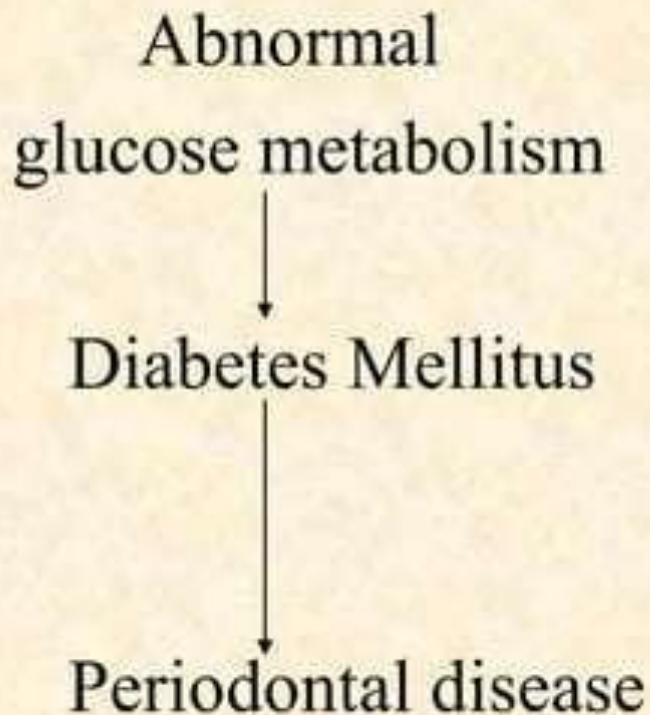 Abnormal
glucose metabolism
Diabetes Mellitus
Periodontal disease